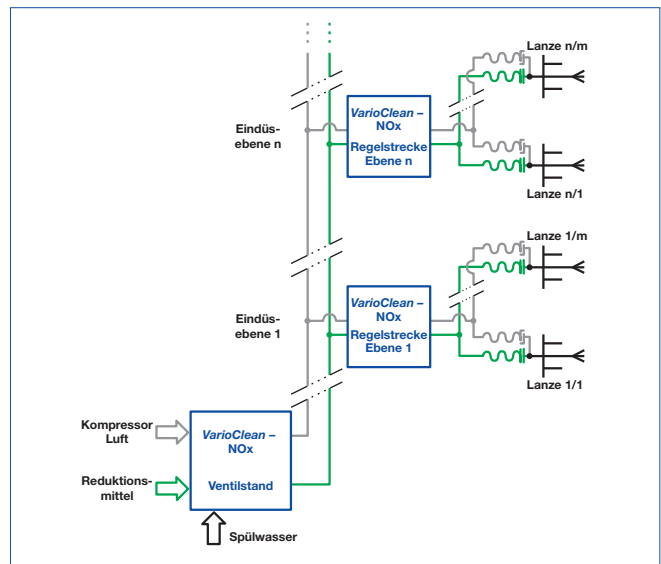 Lanze n/m
Eindüs-
ebene n
VarioClean –
NOx
Regelstrecke
Ebene n
Lanze n/1
Lanze 1/m
Eindüs-
ebene 1
VarioClean –
NOx
Regelstrecke
Ebene 1
Lanze 1/1
Kompressor
Luft
VarioClean –
NOx
Reduktions-
mittel
Ventilstand
Spülwasser